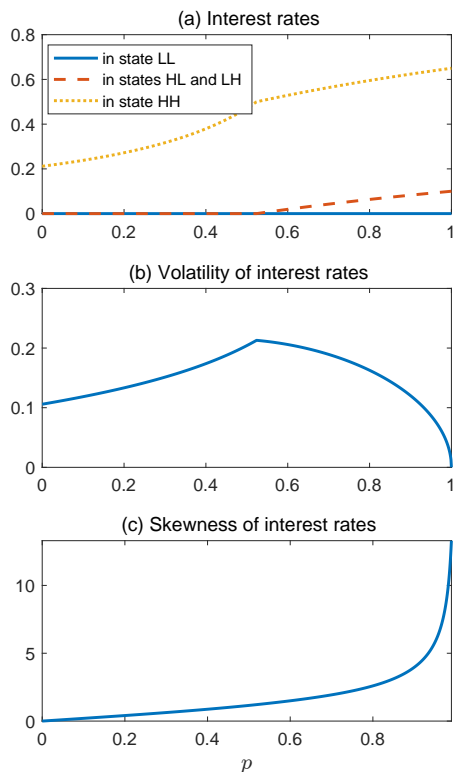 (a) Interest rates
0.8
0.6
0.4
0.2
0
in state LL
in states HL and LH
in state HH
0 0.2 0.4 0.6 0.8 1
(b) Volatility of interest rates
0.3
0.2
0.1
0
0 0.2 0.4 0.6 0.8 1
(c) Skewness of interest rates
10
5
0
0 0.2 0.4 0.6 0.8
p